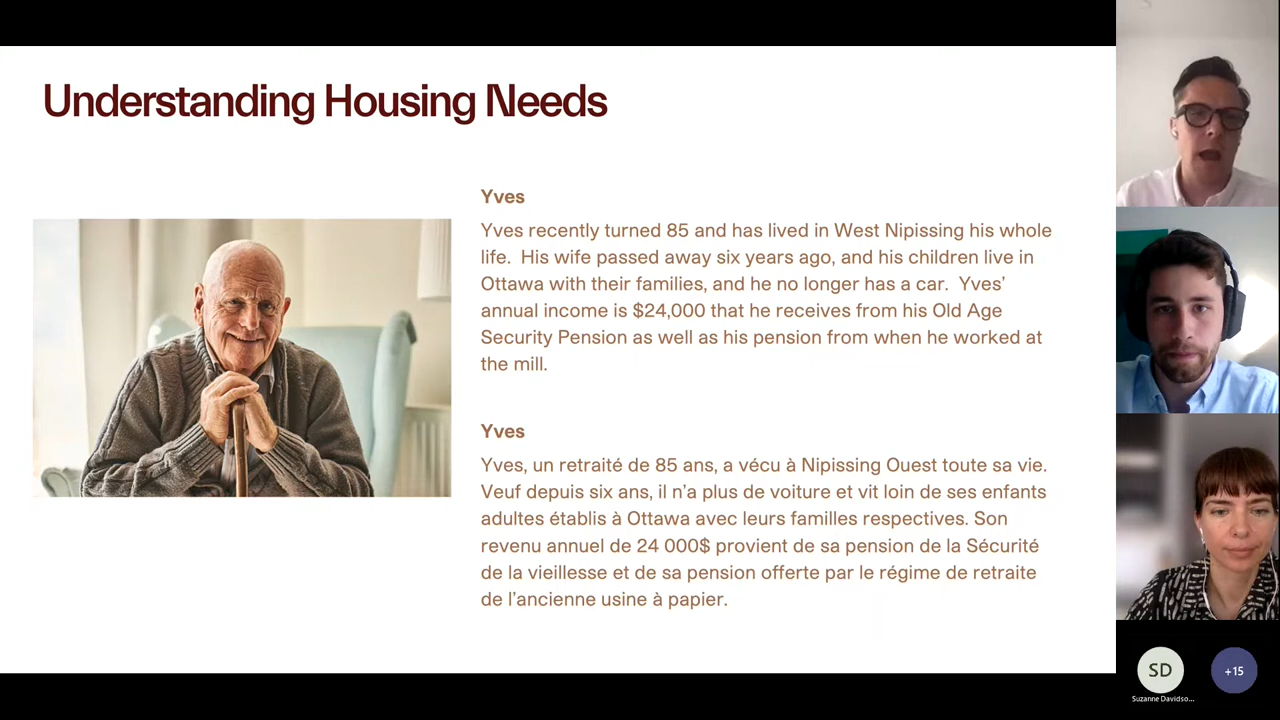 Understanding Housing Needs
Yves
Yves recently turned 85 and has lived in West Nipissing his whole
life.  His wife passed away six years ago, and his children live in
Ottawa with their families, and he no longer has a car.  Yves’
annual income is $24,000 that he receives from his Old Age
Security Pension as well as his pension from when he worked at
the mill.
Yves
Yves, un retraité de 85 ans, a vécu à Nipissing Ouest toute sa vie.
Veuf depuis six ans, il n’a plus de voiture et vit loin de ses enfants
adultes établis à Ottawa avec leurs familles respectives. Son
revenu annuel de 24 000$ provient de sa pension de la Sécurité
de la vieillesse et de sa pension offerte par le régime de retraite
de l’ancienne usine à papier.
SD
+15
Suzanne Davidso...